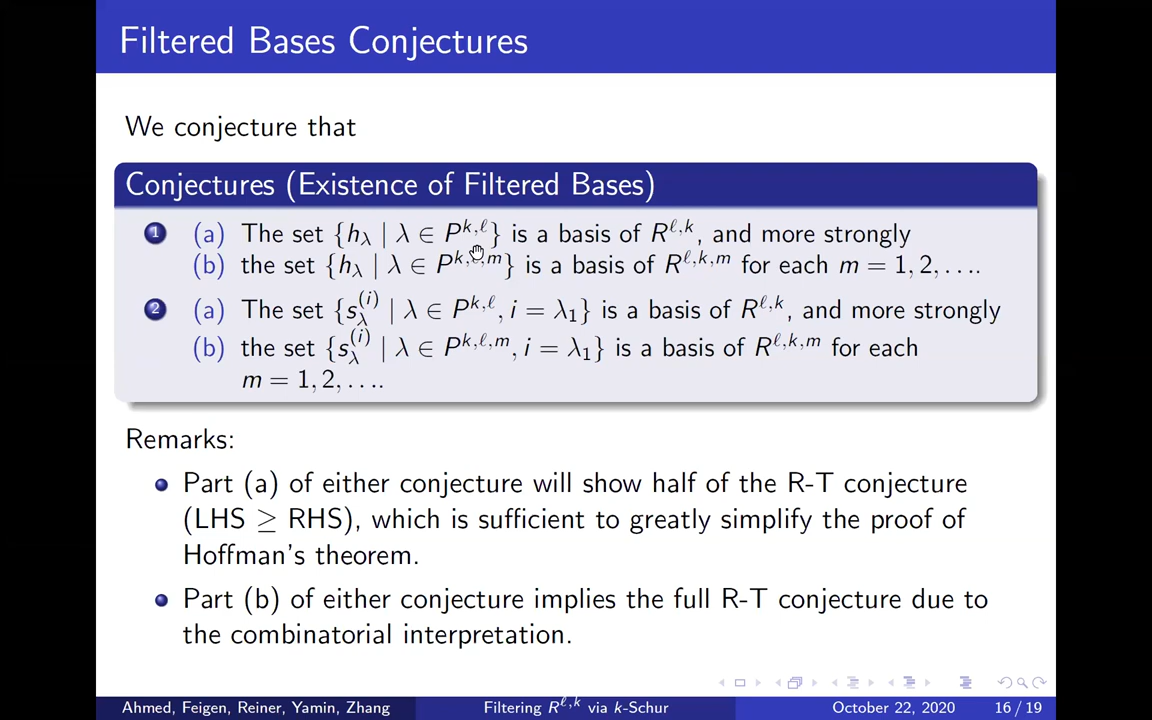 Filtered Bases Conjectures
We conjecture that
Conjectures (Existence of Filtered Bases)
1 (a) The set {h_λ | λ ∈ P^{k,ℓ}} is a basis of R^{ℓ,k}, and more strongly
(b) the set {h_λ | λ ∈ P^{k,ℓ,m}} is a basis of R^{ℓ,k,m} for each m = 1, 2, . . ..
2 (a) The set {s_λ^{(i)} | λ ∈ P^{k,ℓ}, i = λ_1} is a basis of R^{ℓ,k}, and more strongly
(b) the set {s_λ^{(i)} | λ ∈ P^{k,ℓ,m}, i = λ_1} is a basis of R^{ℓ,k,m} for each
m = 1, 2, . . ..
Remarks:
Part (a) of either conjecture will show half of the R-T conjecture
(LHS ≥ RHS), which is sufficient to greatly simplify the proof of
Hoffman's theorem.
Part (b) of either conjecture implies the full R-T conjecture due to
the combinatorial interpretation.
Ahmed, Feigen, Reiner, Yamin, Zhang Filtering R^{ℓ,k} via k-Schur October 22, 2020 16 / 19